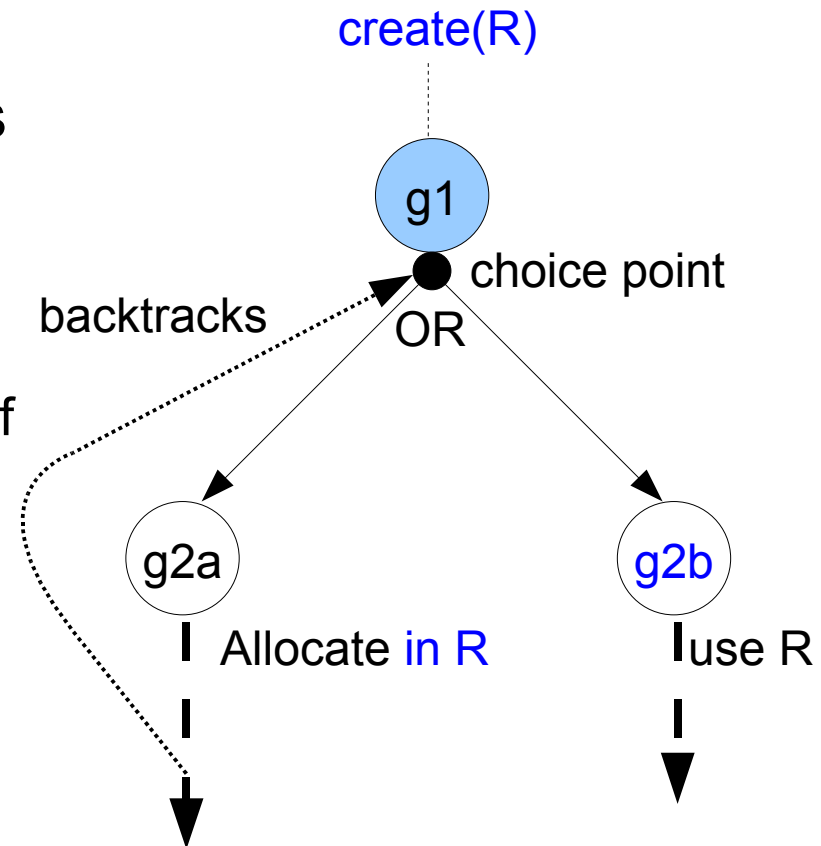 create(R)
s
g1
choice point
backtracks
OR
f
g2a
g2b
Allocate in R
use R